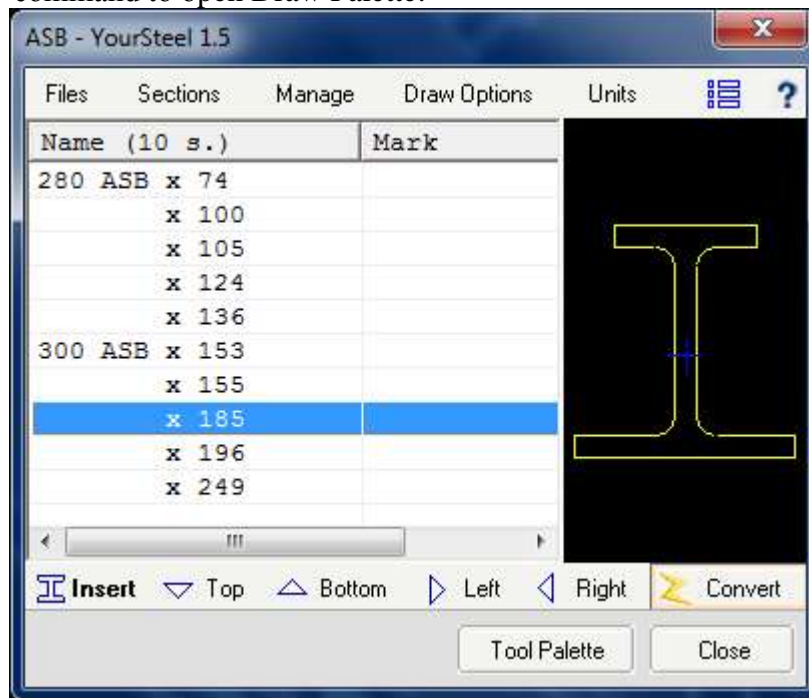 command to open Draw Palette.
ASB - YourSteel 1.5
Files Sections Manage Draw Options Units ?
Name (10 s.) Mark
280 ASB x 74
x 100
x 105
x 124
x 136
300 ASB x 153
x 155
x 185
x 196
x 249
Insert Top Bottom Left Right Convert
Tool Palette Close